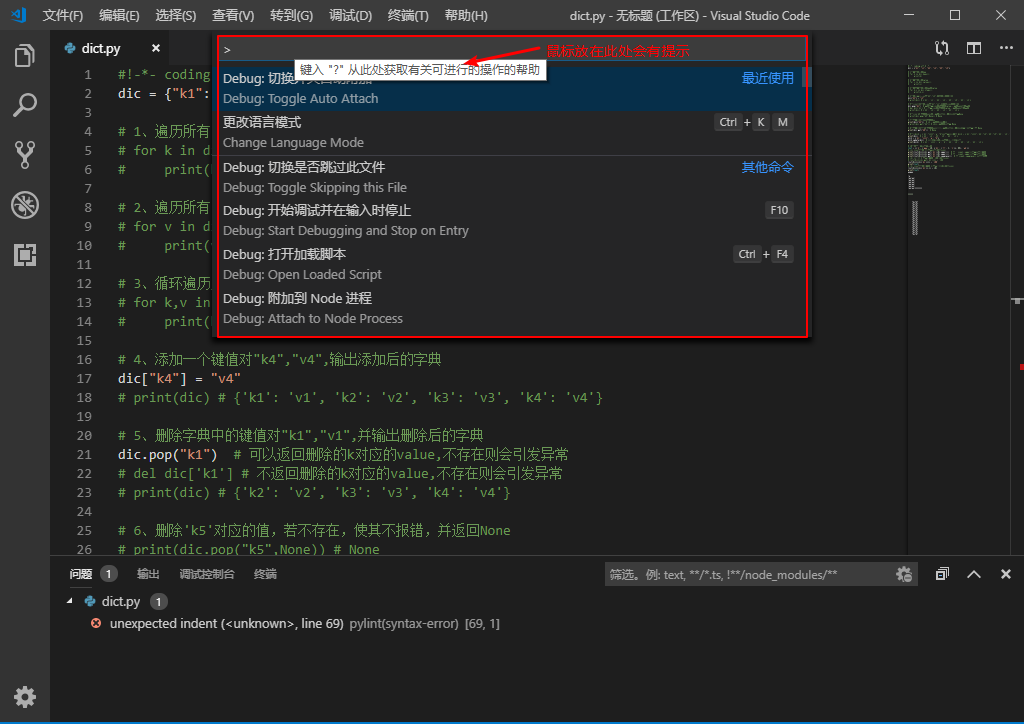 文件(F) 编辑(E) 选择(S) 查看(V) 转到(G) 调试(D) 终端(T) 帮助(H) dict.py - 无标题 (工作区) - Visual Studio Code
dict.py
>
鼠标放在此处会有提示
键入 "?" 从此处获取有关可进行的操作的帮助
Debug: 最近使用
Debug: Toggle Auto Attach
更改语言模式 Ctrl + K M
Change Language Mode
Debug: 切换是否跳过此文件 其他命令
Debug: Toggle Skipping this File
Debug: 开始调试并在输入时停止 F10
Debug: Start Debugging and Stop on Entry
Debug: 打开加载脚本 Ctrl + F4
Debug: Open Loaded Script
Debug: 附加到 Node 进程
Debug: Attach to Node Process
1 #!-*- coding
2 dic = {"k1":
3
4 # 1、遍历所有
5 # for k in d
6 # print(
7
8 # 2、遍历所有
9 # for v in d
10 # print(
11
12 # 3、循环遍历
13 # for k,v in
14 # print(
15
16 # 4、添加一个键值对"k4","v4",输出添加后的字典
17 dic["k4"] = "v4"
18 # print(dic) # {'k1': 'v1', 'k2': 'v2', 'k3': 'v3', 'k4': 'v4'}
19
20 # 5、删除字典中的键值对"k1","v1",并输出删除后的字典
21 dic.pop("k1") # 可以返回删除的k对应的value,不存在则会引发异常
22 # del dic['k1'] # 不返回删除的k对应的value,不存在则会引发异常
23 # print(dic) # {'k2': 'v2', 'k3': 'v3', 'k4': 'v4'}
24
25 # 6、删除'k5'对应的值，若不存在，使其不报错，并返回None
26 # print(dic.pop("k5",None)) # None
问题 1 输出 调试控制台 终端 筛选。例: text, **/*.ts, !**/node_modules/**
dict.py 1
unexpected indent (<unknown>, line 69) pylint(syntax-error) [69, 1]